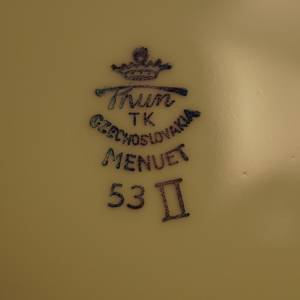 Thun
TK
CZECHOSLOVAKIA
MENUET
53 II